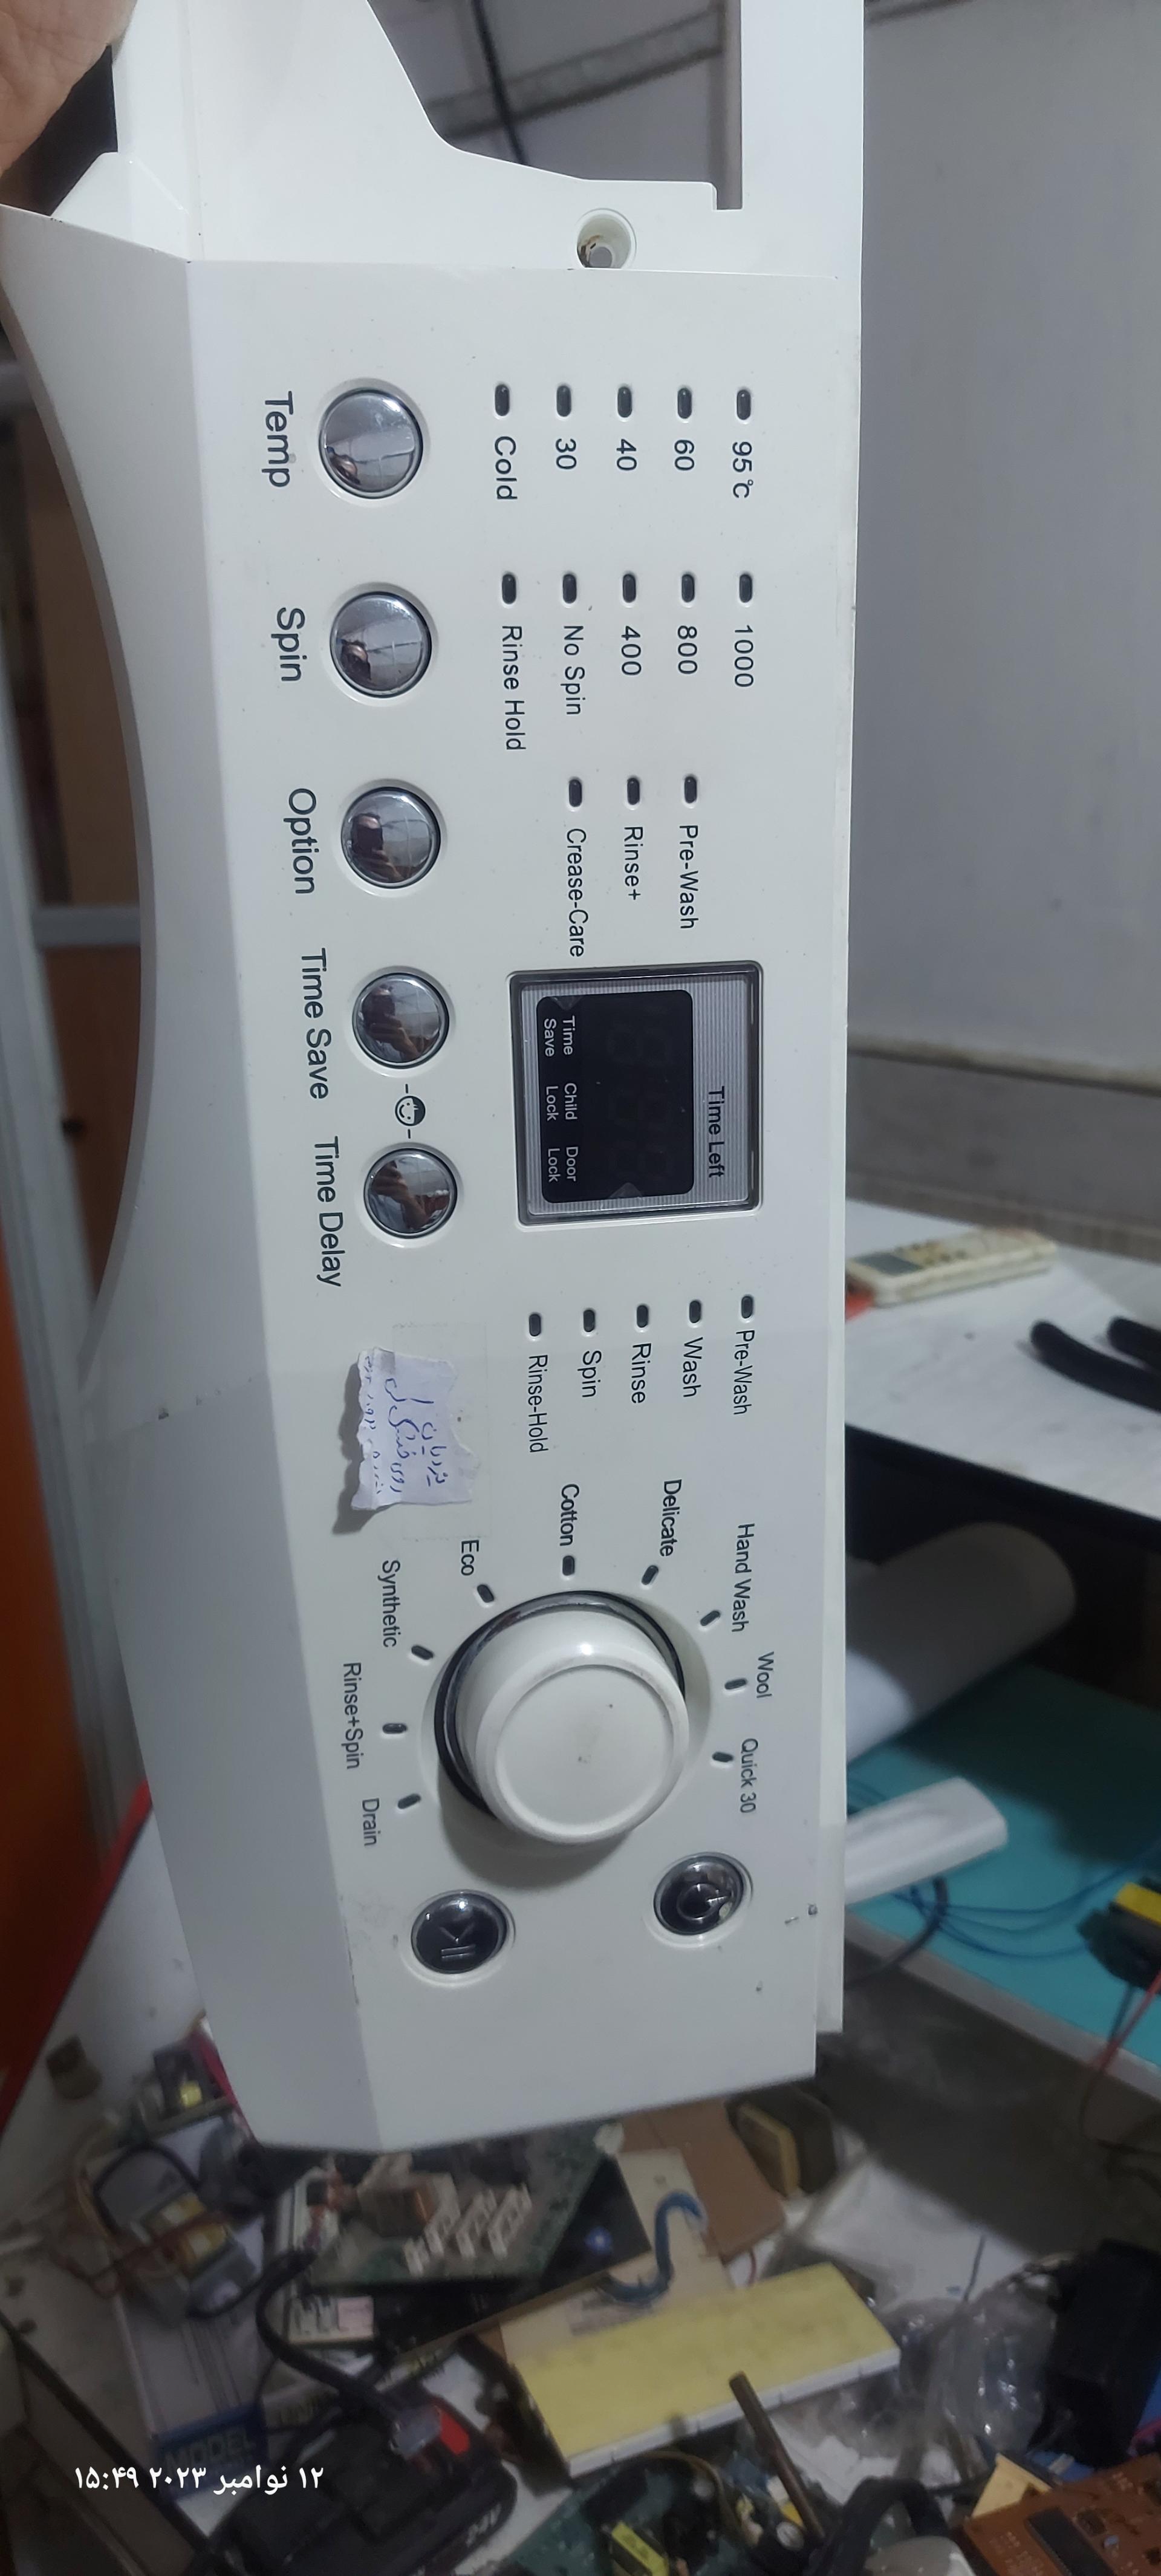 95℃
60
40
30
Cold
1000
800
400
No Spin
Rinse Hold
Pre-Wash
Rinse+
Crease-Care
Time Left
Time Save
Child Lock
Door Lock
Pre-Wash
Wash
Rinse
Spin
Rinse-Hold
Quick 30
Wool
Hand Wash
Delicate
Cotton
Eco
Synthetic
Rinse+Spin
Drain
Temp
Spin
Option
Time Save
Time Delay
روی
MODEL
۱۲ نوامبر ۲۰۲۳ ۱۵:۴۹